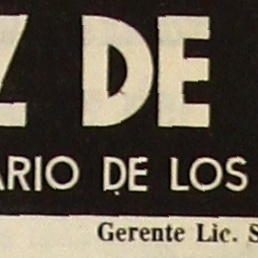 Z DE
ARIO DE LOS
Gerente Lic. S